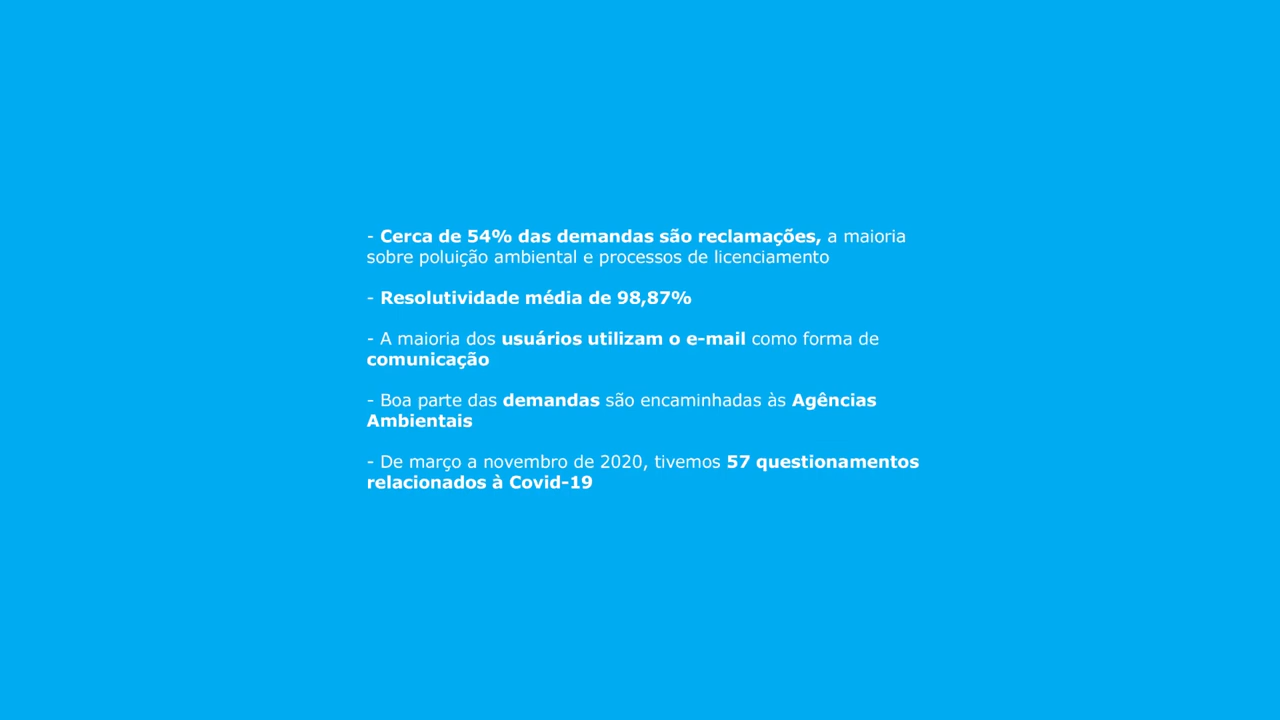 - Cerca de 54% das demandas são reclamações, a maioria
sobre poluição ambiental e processos de licenciamento
- Resolutividade média de 98,87%
- A maioria dos usuários utilizam o e-mail como forma de
comunicação
- Boa parte das demandas são encaminhadas às Agências
Ambientais
- De março a novembro de 2020, tivemos 57 questionamentos
relacionados à Covid-19